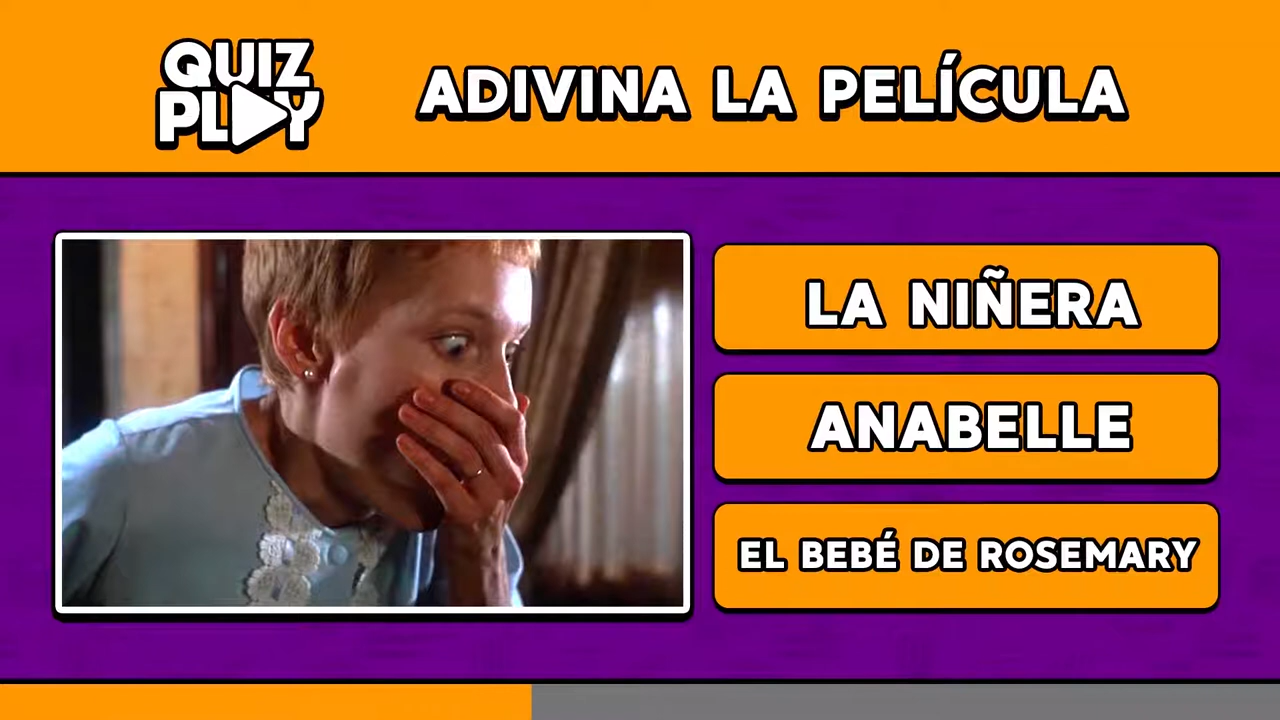 QUIZ
PLAY
ADIVINA LA PELÍCULA
LA NIÑERA
ANABELLE
EL BEBÉ DE ROSEMARY